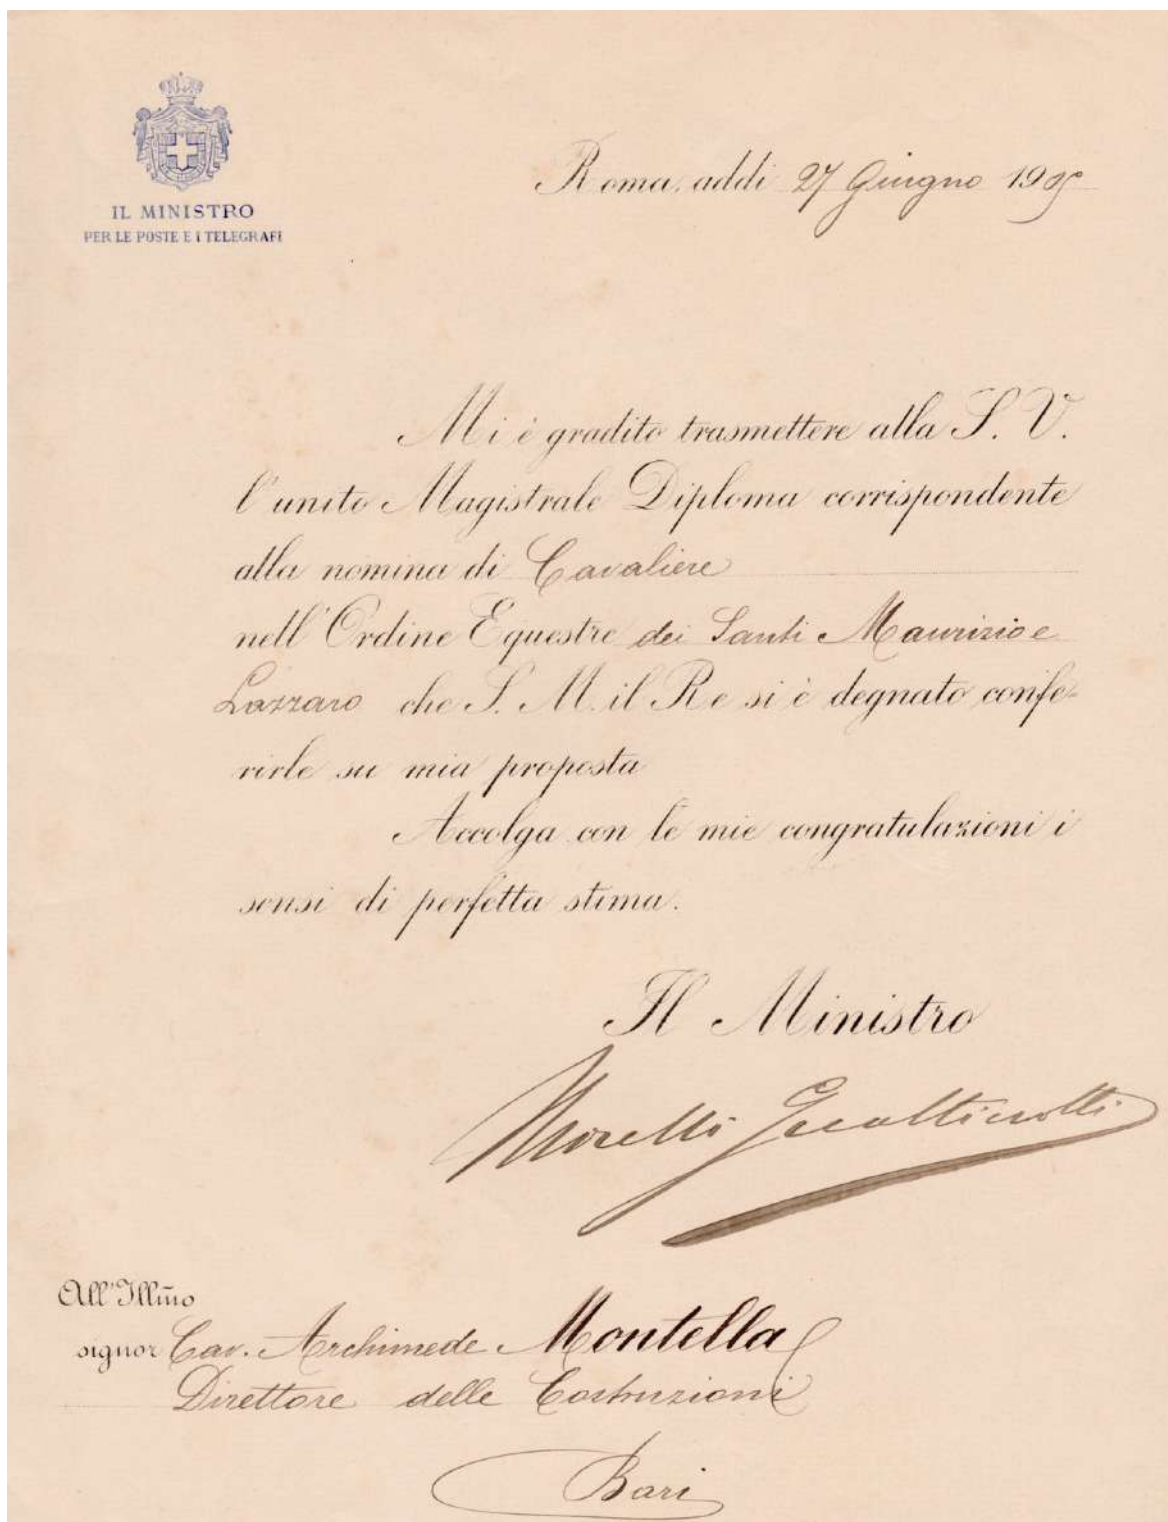 IL MINISTRO
PER LE POSTE E I TELEGRAFI
Roma, addì 27 Giugno 1905
Mi è gradito trasmettere alla S. V.
l'unito Magistrale Diploma corrispondente
alla nomina di Cavaliere
nell'Ordine Equestre dei Santi Maurizio e
Lazzaro che S. M. il Re si è degnato confe-
rirle su mia proposta
Accolga con le mie congratulazioni i
sensi di perfetta stima.
Il Ministro
Morelli Gualtierotti
All'Illmo
signor Cav. Archimede Montella
Direttore delle Costruzioni
Bari